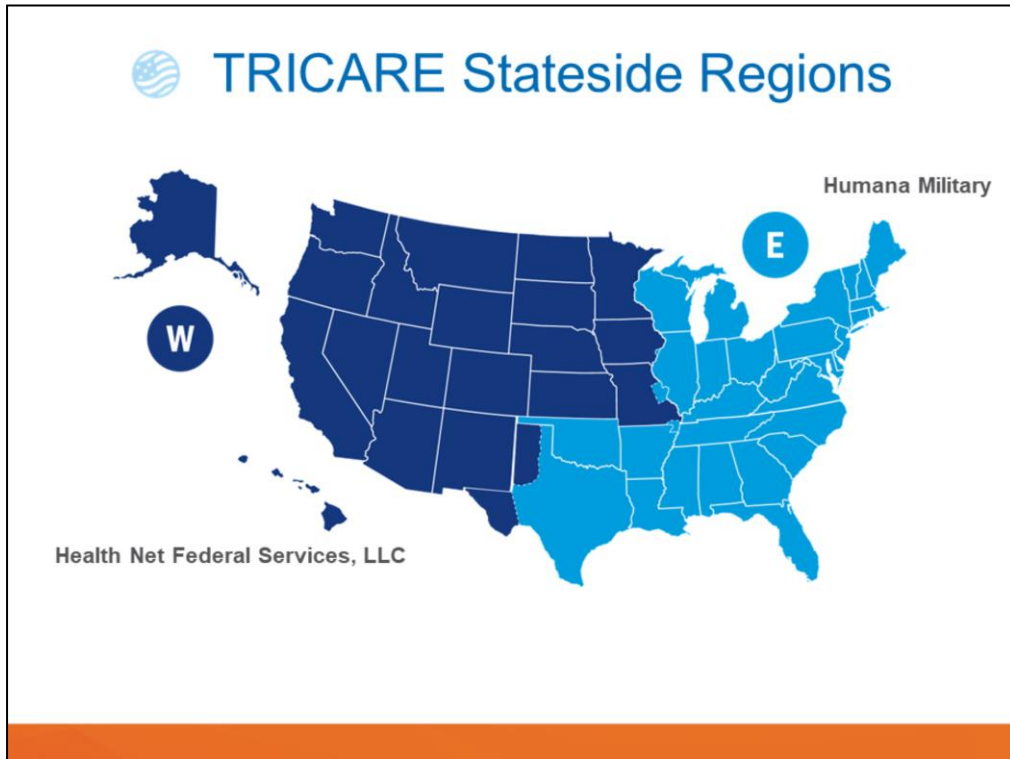 TRICARE Stateside Regions
Humana Military
E
W
Health Net Federal Services, LLC